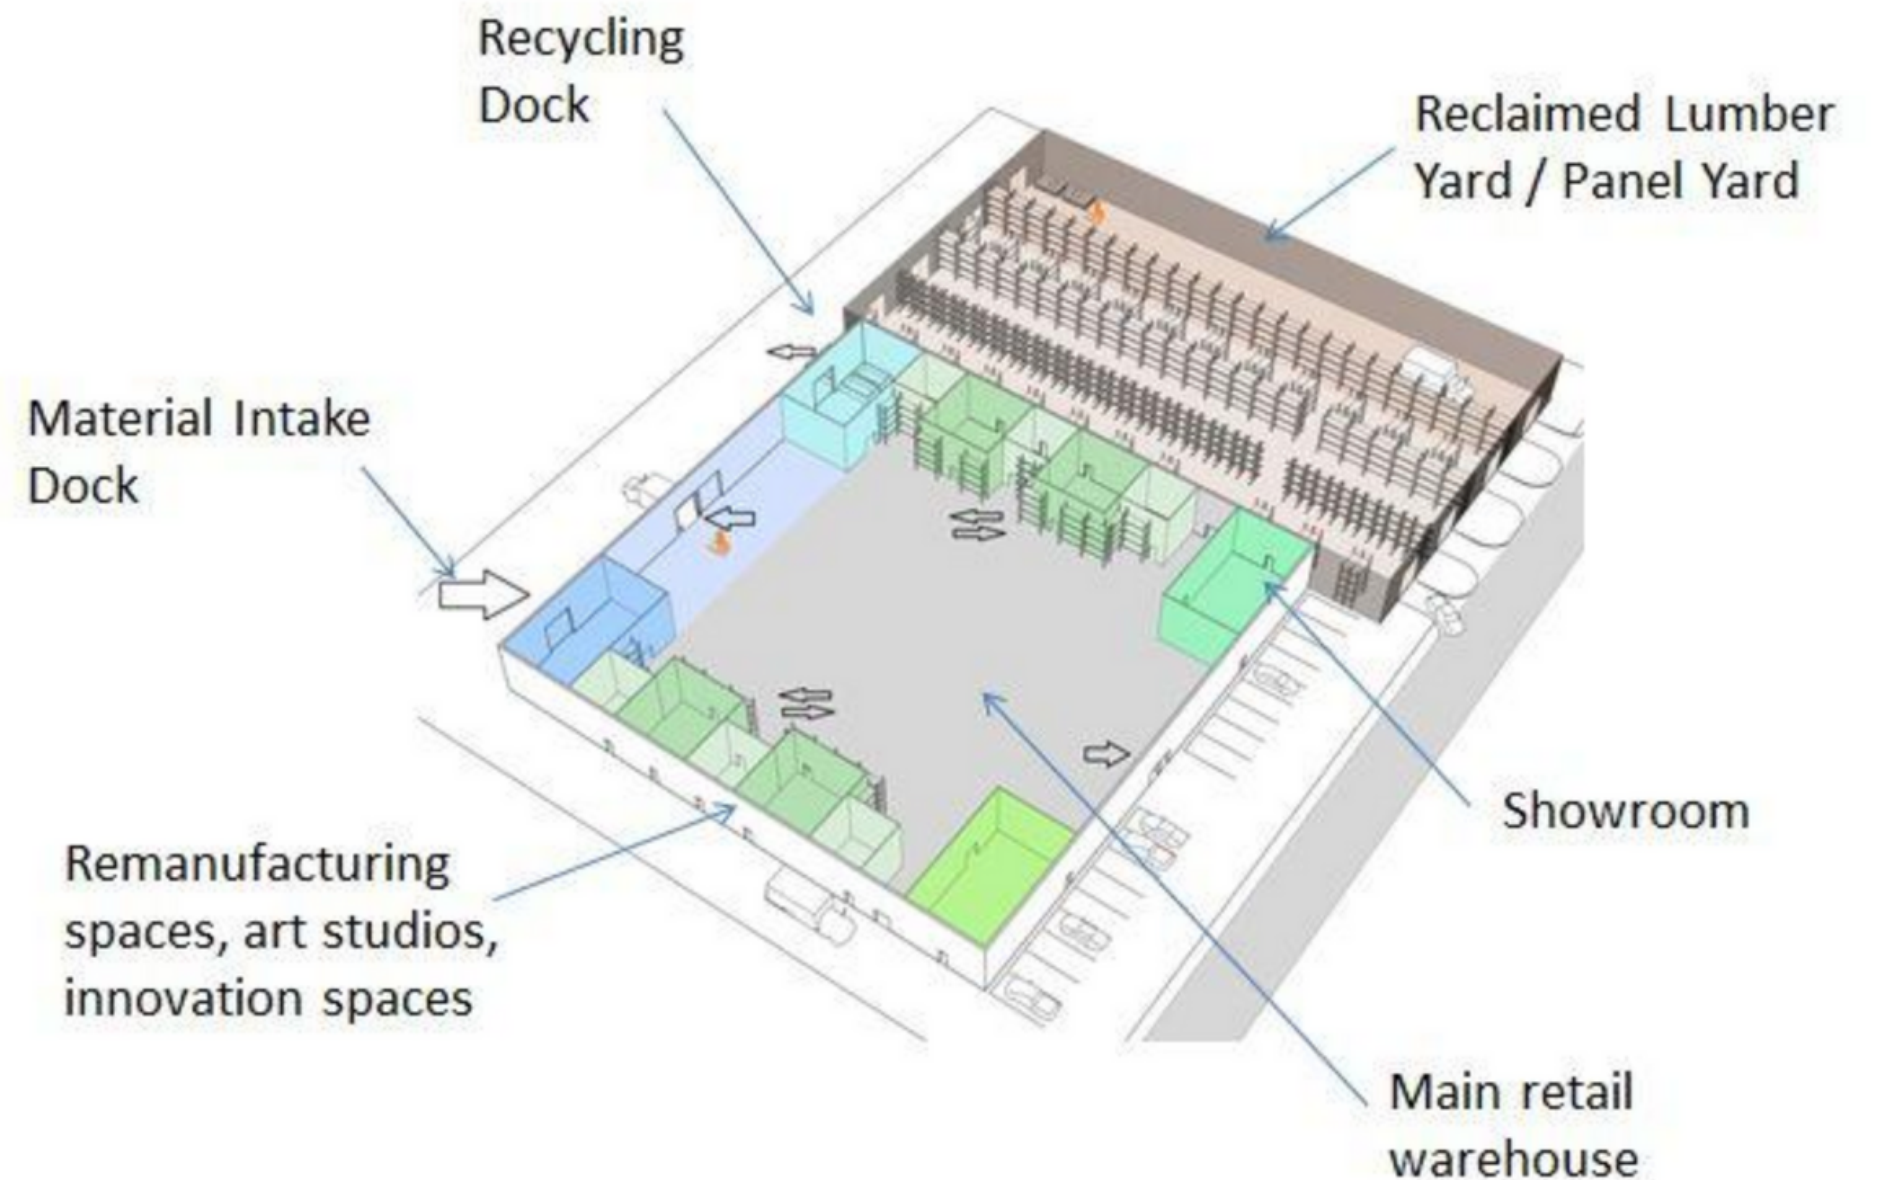 Recycling
Dock
Reclaimed Lumber
Yard / Panel Yard
Material Intake
Dock
Showroom
Remanufacturing
spaces, art studios,
innovation spaces
Main retail
warehouse